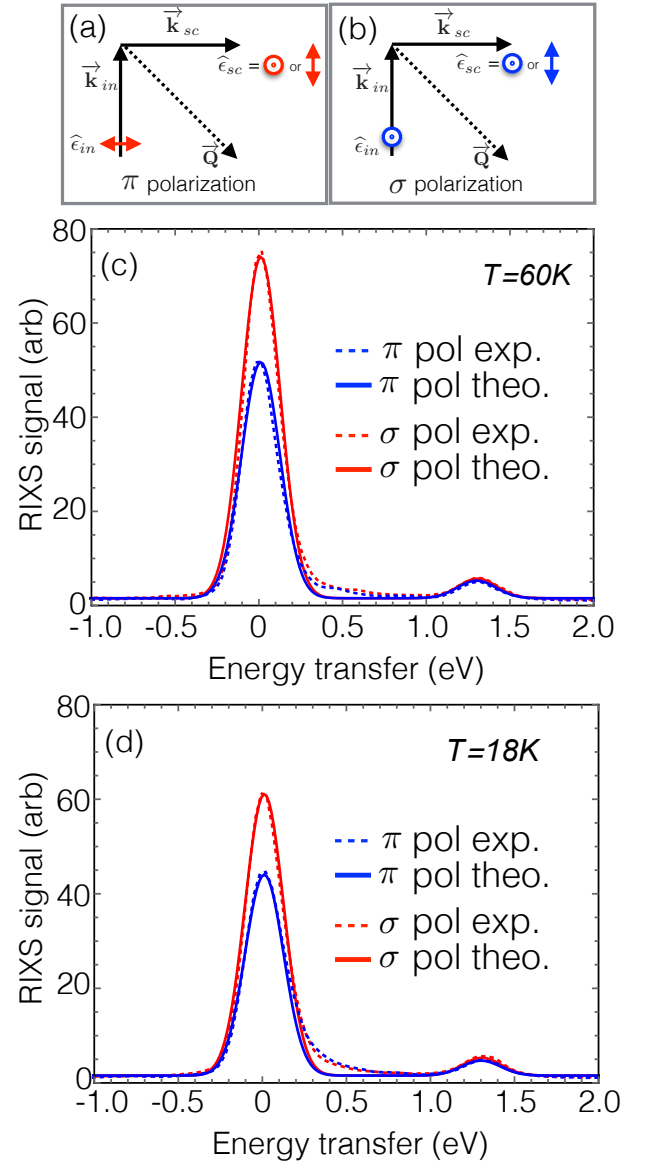 (a)
k sc
k in
ε̂sc = ⊙ or
ε̂in
Q
π polarization
(b)
k sc
k in
ε̂sc = ⊙ or
ε̂in
Q
σ polarization
(c)
T=60K
π pol exp.
π pol theo.
σ pol exp.
σ pol theo.
RIXS signal (arb)
80
60
40
20
0
-1.0 -0.5 0 0.5 1.0 1.5 2.0
Energy transfer (eV)
(d)
T=18K
π pol exp.
π pol theo.
σ pol exp.
σ pol theo.
RIXS signal (arb)
80
60
40
20
0
-1.0 -0.5 0 0.5 1.0 1.5 2.0
Energy transfer (eV)